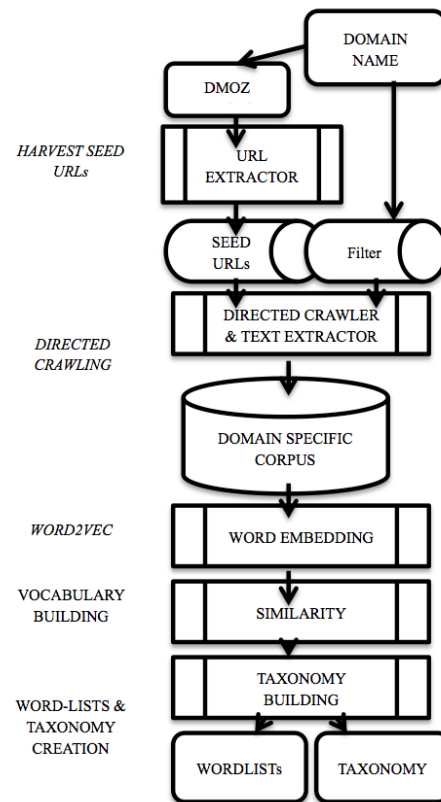 DOMAIN
NAME
DMOZ
HARVEST SEED
URLs
URL
EXTRACTOR
SEED
URLs
Filter
DIRECTED
CRAWLING
DIRECTED CRAWLER
& TEXT EXTRACTOR
DOMAIN SPECIFIC
CORPUS
WORD2VEC
WORD EMBEDDING
VOCABULARY
BUILDING
SIMILARITY
TAXONOMY
BUILDING
WORD-LISTS &
TAXONOMY
CREATION
WORDLISTs
TAXONOMY